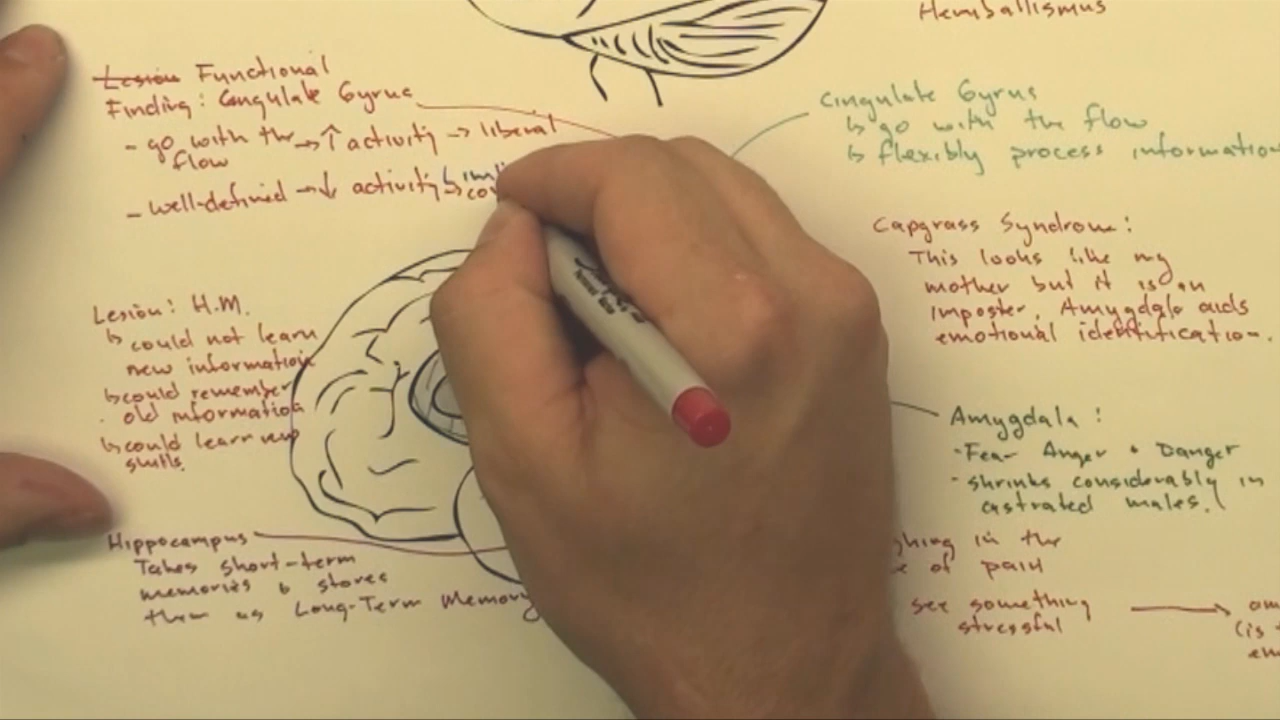 Hemballismus
Lesion Functional
Finding: Cingulate Gyrus
- go with the → ↑ activity → liberal
flow
- well-defined → ↓ activity
Cingulate Gyrus
↳ go with the flow
↳ flexibly process information
Capgrass Syndrome:
This looks like my
mother but it is an
imposter. Amygdala aids
emotional identification.
Lesion: H.M.
↳ could not learn
new information
↳ could remember
old information
↳ could learn new
skills.
Amygdala:
- Fear Anger + Danger
- shrinks considerably in
castrated males.
Hippocampus
Takes short-term
memories & stores
them as Long-Term Memory
in the
of pain
see something →
stressful